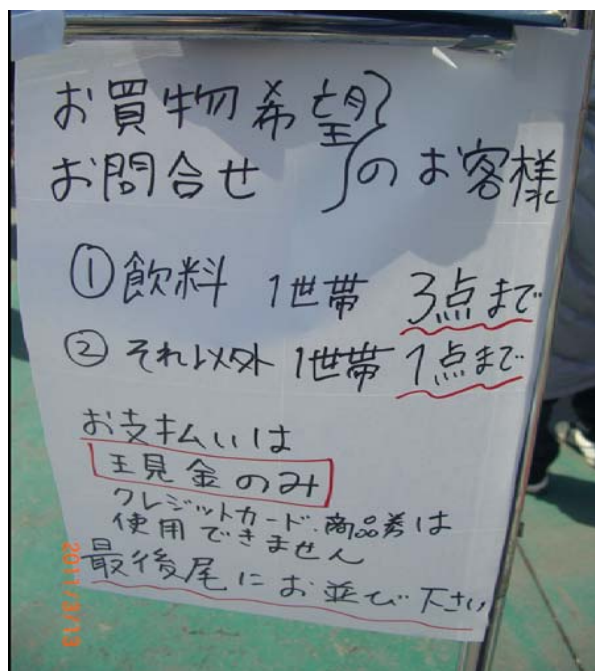 お買物希望
お問合せ } のお客様
① 飲料 1世帯 3点まで
② それ以外 1世帯 1点まで
お支払いは
現金のみ
クレジットカード.商品券は
使用できません
最後尾にお並び下さい
2011/3/13